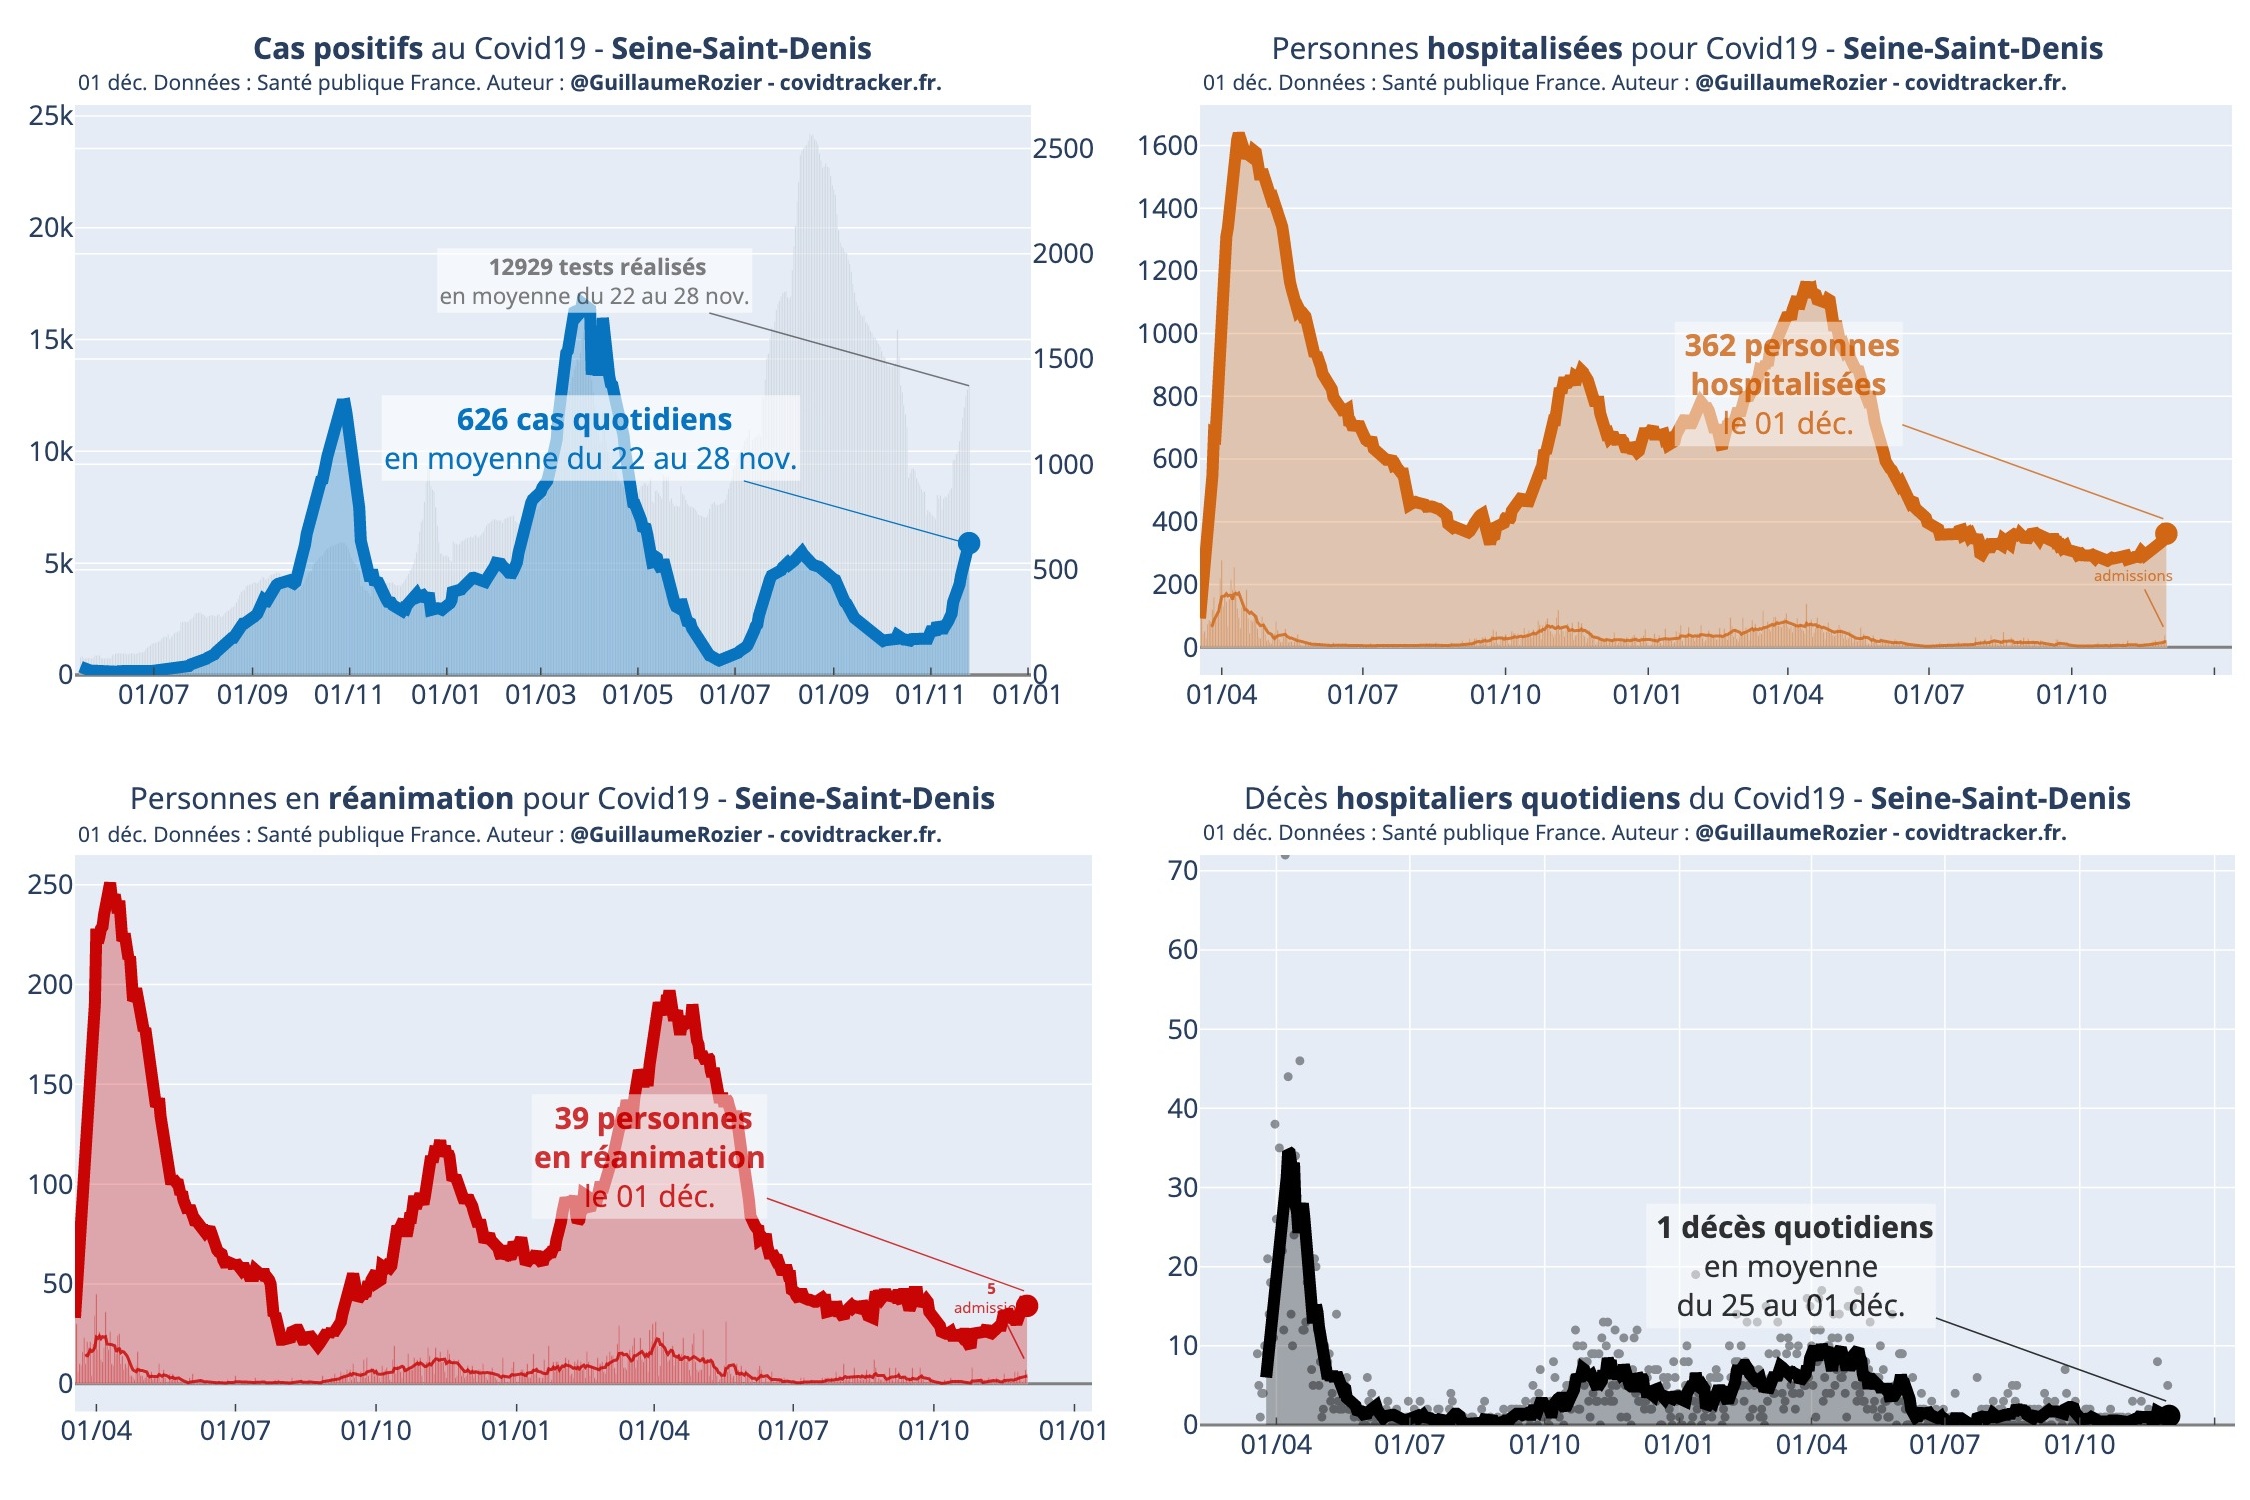 Cas positifs au Covid19 - Seine-Saint-Denis
01 déc. Données : Santé publique France. Auteur : @GuillaumeRozier - covidtracker.fr.
25k
20k
15k
10k
5k
0
2500
2000
1500
1000
500
0
12929 tests réalisés
en moyenne du 22 au 28 nov.
626 cas quotidiens
en moyenne du 22 au 28 nov.
01/07 01/09 01/11 01/01 01/03 01/05 01/07 01/09 01/11 01/01
Personnes hospitalisées pour Covid19 - Seine-Saint-Denis
01 déc. Données : Santé publique France. Auteur : @GuillaumeRozier - covidtracker.fr.
1600
1400
1200
1000
800
600
400
200
0
362 personnes
hospitalisées
le 01 déc.
admissions
01/04 01/07 01/10 01/01 01/04 01/07 01/10
Personnes en réanimation pour Covid19 - Seine-Saint-Denis
01 déc. Données : Santé publique France. Auteur : @GuillaumeRozier - covidtracker.fr.
250
200
150
100
50
0
39 personnes
en réanimation
le 01 déc.
5
admissio
01/04 01/07 01/10 01/01 01/04 01/07 01/10 01/01
Décès hospitaliers quotidiens du Covid19 - Seine-Saint-Denis
01 déc. Données : Santé publique France. Auteur : @GuillaumeRozier - covidtracker.fr.
70
60
50
40
30
20
10
0
1 décès quotidiens
en moyenne
du 25 au 01 déc.
01/04 01/07 01/10 01/01 01/04 01/07 01/10